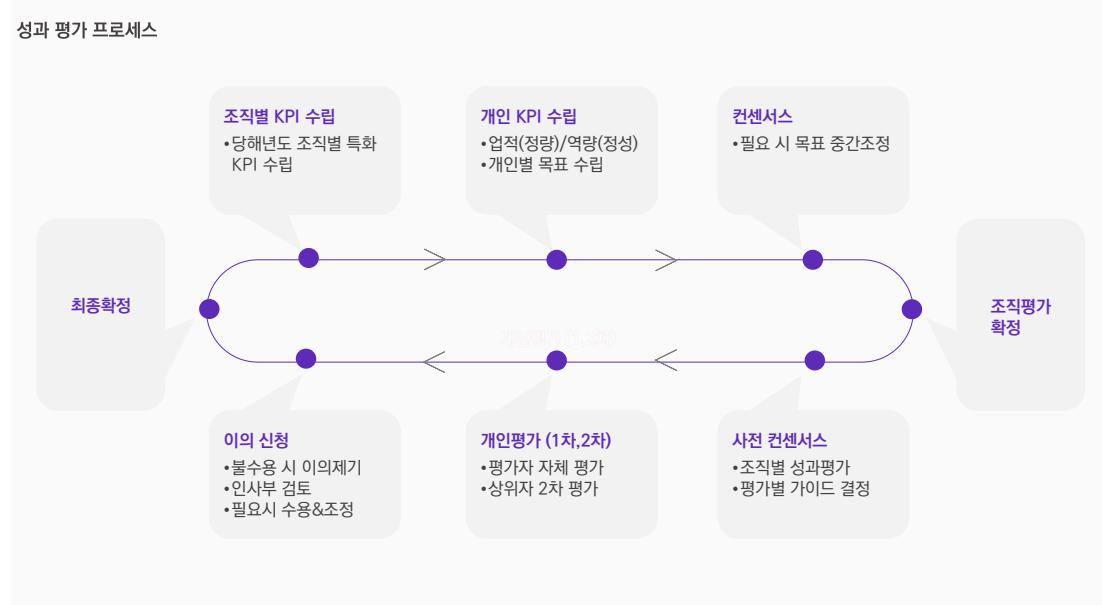 성과 평가 프로세스
조직별 KPI 수립
•당해년도 조직별 특화
KPI 수립
개인 KPI 수립
•업적(정량)/역량(정성)
•개인별 목표 수립
컨센서스
•필요 시 목표 중간조정
조직평가
확정
사전 컨센서스
•조직별 성과평가
•평가별 가이드 결정
개인평가 (1차,2차)
•평가자 자체 평가
•상위자 2차 평가
이의 신청
•불수용 시 이의제기
•인사부 검토
•필요시 수용&조정
최종확정